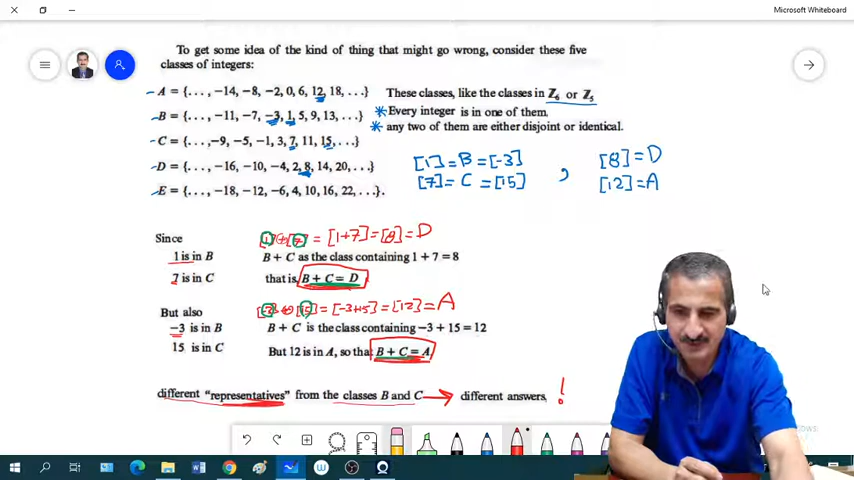 Microsoft Whiteboard
To get some idea of the kind of thing that might go wrong, consider these five
classes of integers:
A = {. . . , −14, −8, −2, 0, 6, 12, 18, . . .}
B = {. . . , −11, −7, −3, 1, 5, 9, 13, . . .}
C = {. . ., −9, −5, −1, 3, 7, 11, 15, . . .}
D = {. . . , −16, −10, −4, 2, 8, 14, 20, . . .}
E = {. . . , −18, −12, −6, 4, 10, 16, 22, . . .}.
These classes, like the classes in ℤ₆ or ℤ₅
* Every integer is in one of them.
* any two of them are either disjoint or identical.
[1] = B = [-3] , [8] = D
[7] = C = [15] [12] = A
Since
[1] ⊕ [7] = [1+7] = [8] = D
1 is in B B + C as the class containing 1 + 7 = 8
7 is in C that is, B + C = D
But also
[-3] ⊕ [15] = [-3+15] = [12] = A
−3 is in B B + C is the class containing −3 + 15 = 12
15 is in C But 12 is in A, so that B + C = A
different "representatives" from the classes B and C → different answers, !